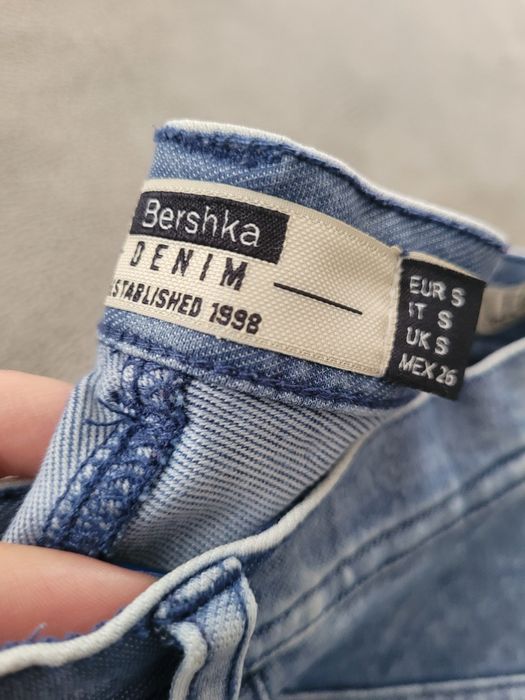 Bershka
DENIM
ESTABLISHED 1998
EUR S
IT S
UK S
MEX 26